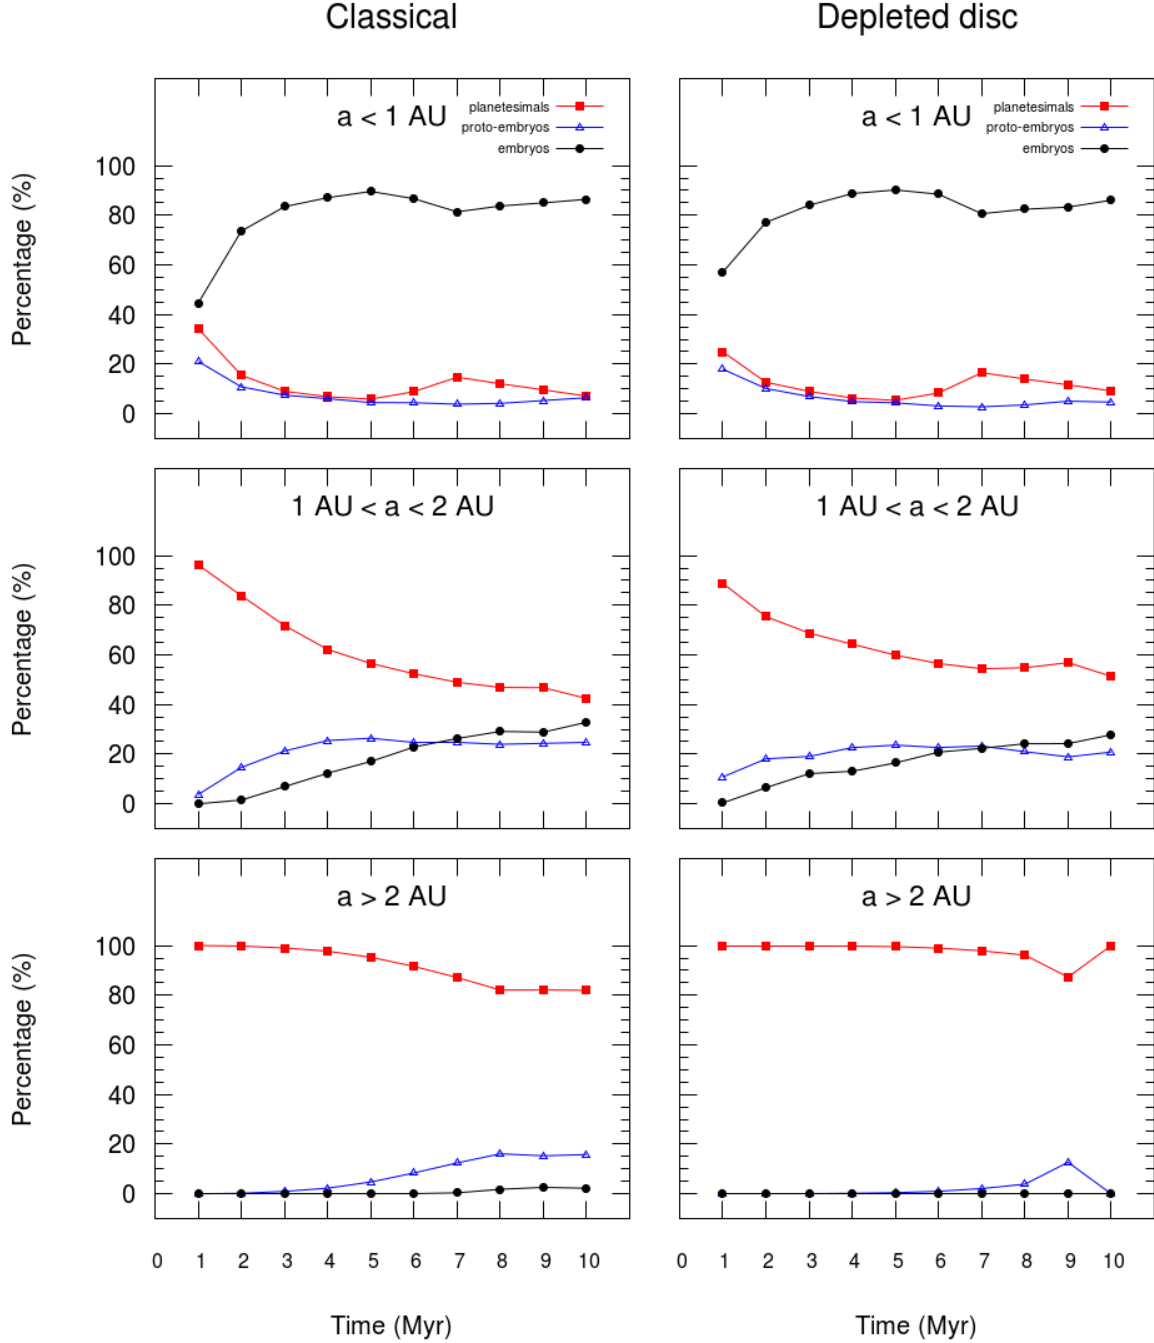 Classical
Depleted disc
a < 1 AU
planetesimals
proto-embryos
embryos
Percentage (%)
100
80
60
40
20
0
a < 1 AU
planetesimals
proto-embryos
embryos
1 AU < a < 2 AU
Percentage (%)
100
80
60
40
20
0
1 AU < a < 2 AU
a > 2 AU
Percentage (%)
100
80
60
40
20
0
a > 2 AU
0 1 2 3 4 5 6 7 8 9 10
0 1 2 3 4 5 6 7 8 9 10
Time (Myr)
Time (Myr)